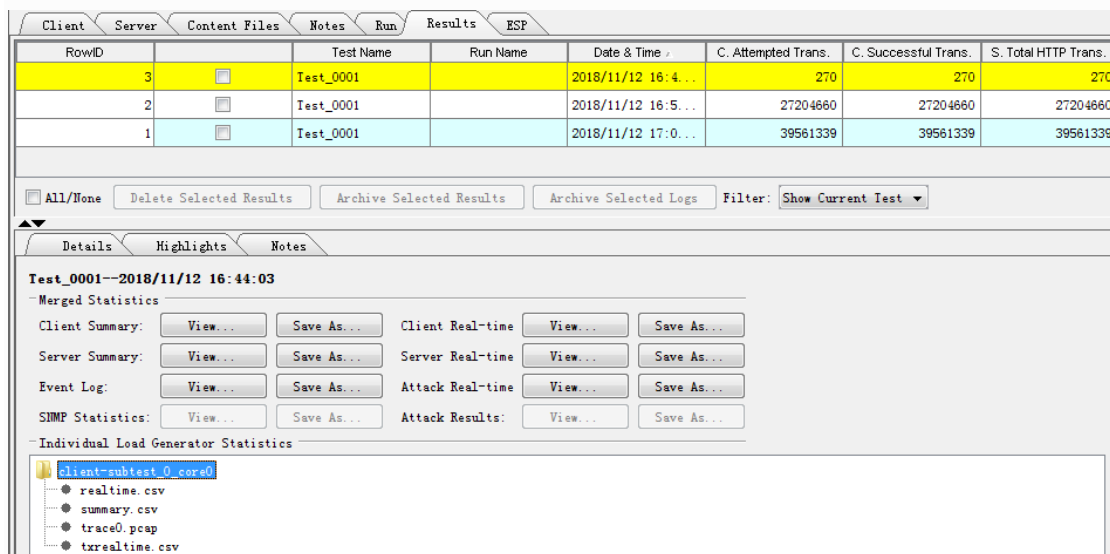 Client Server Content Files Notes Run Results ESP
RowID Test Name Run Name Date & Time C. Attempted Trans. C. Successful Trans. S. Total HTTP Trans.
3 Test_0001 2018/11/12 16:4... 270 270 270
2 Test_0001 2018/11/12 16:5... 27204660 27204660 27204660
1 Test_0001 2018/11/12 17:0... 39561339 39561339 39561339
All/None Delete Selected Results Archive Selected Results Archive Selected Logs Filter: Show Current Test
Details Highlights Notes
Test_0001--2018/11/12 16:44:03
Merged Statistics
Client Summary: View... Save As... Client Real-time View... Save As...
Server Summary: View... Save As... Server Real-time View... Save As...
Event Log: View... Save As... Attack Real-time View... Save As...
SNMP Statistics: View... Save As... Attack Results: View... Save As...
Individual Load Generator Statistics
client-subtest_0_core0
realtime.csv
summary.csv
trace0.pcap
txrealtime.csv